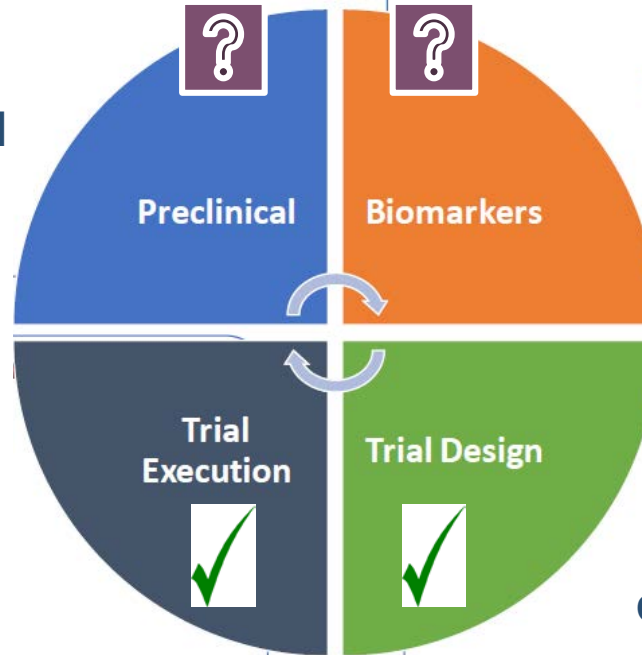 ?
?
Preclinical
Biomarkers
Trial
Execution
Trial Design